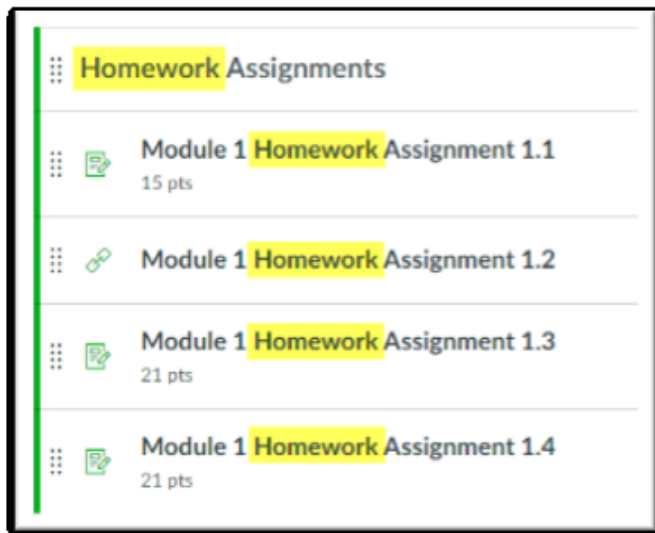 Homework Assignments
Module 1 Homework Assignment 1.1
15 pts
Module 1 Homework Assignment 1.2
Module 1 Homework Assignment 1.3
21 pts
Module 1 Homework Assignment 1.4
21 pts